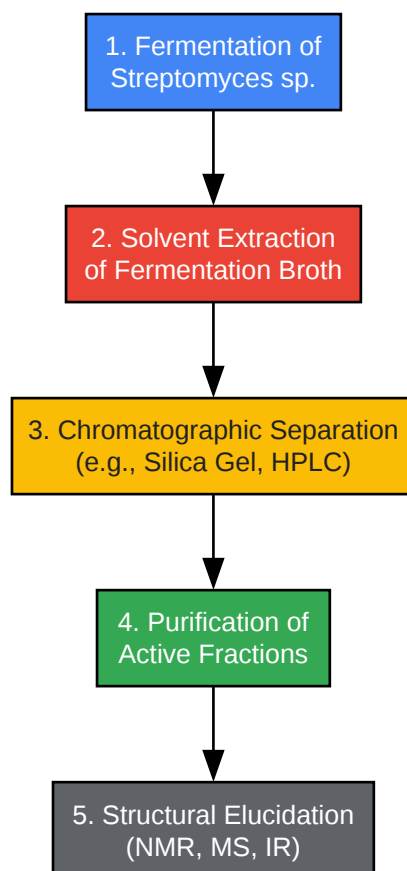 1. Fermentation of
Streptomyces sp.
2. Solvent Extraction
of Fermentation Broth
3. Chromatographic Separation
(e.g., Silica Gel, HPLC)
4. Purification of
Active Fractions
5. Structural Elucidation
(NMR, MS, IR)